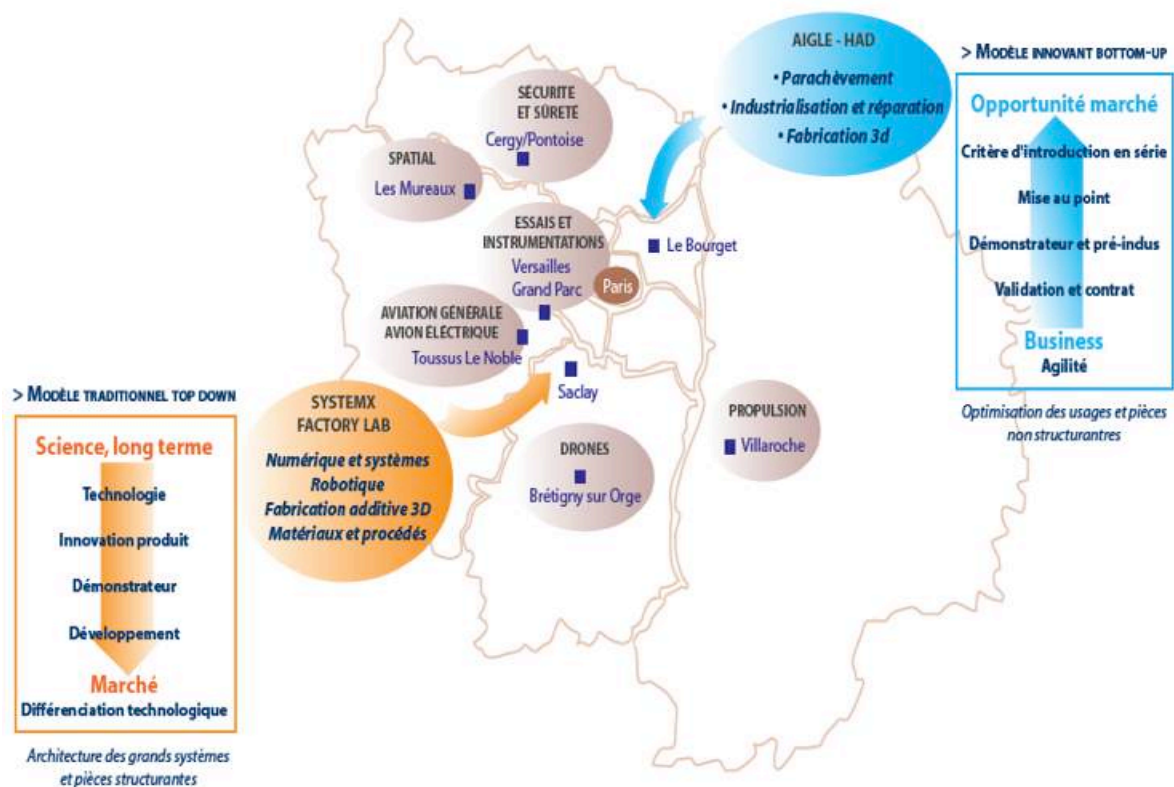 AIGLE - HAD
• Parachèvement
• Industrialisation et réparation
• Fabrication 3d
> MODÈLE INNOVANT BOTTOM-UP
Opportunité marché
Critère d'introduction en série
Mise au point
Démonstrateur et pré-indus
Validation et contrat
Business
Agilité
Optimisation des usages et pièces
non structurantres
SÉCURITE
ET SÛRETÉ
Cergy/Pontoise
SPATIAL
Les Mureaux
ESSAIS ET
INSTRUMENTATIONS
Versailles
Grand Parc
Paris
Le Bourget
AVIATION GÉNÉRALE
AVION ÉLECTRIQUE
Toussus Le Noble
Saclay
PROPULSION
Villaroche
DRONES
Brétigny sur Orge
SYSTEMX
FACTORY LAB
Numérique et systèmes
Robotique
Fabrication additive 3D
Matériaux et procédés
> MODÈLE TRADITIONNEL TOP DOWN
Science, long terme
Technologie
Innovation produit
Démonstrateur
Développement
Marché
Différenciation technologique
Architecture des grands systèmes
et pièces structurantes